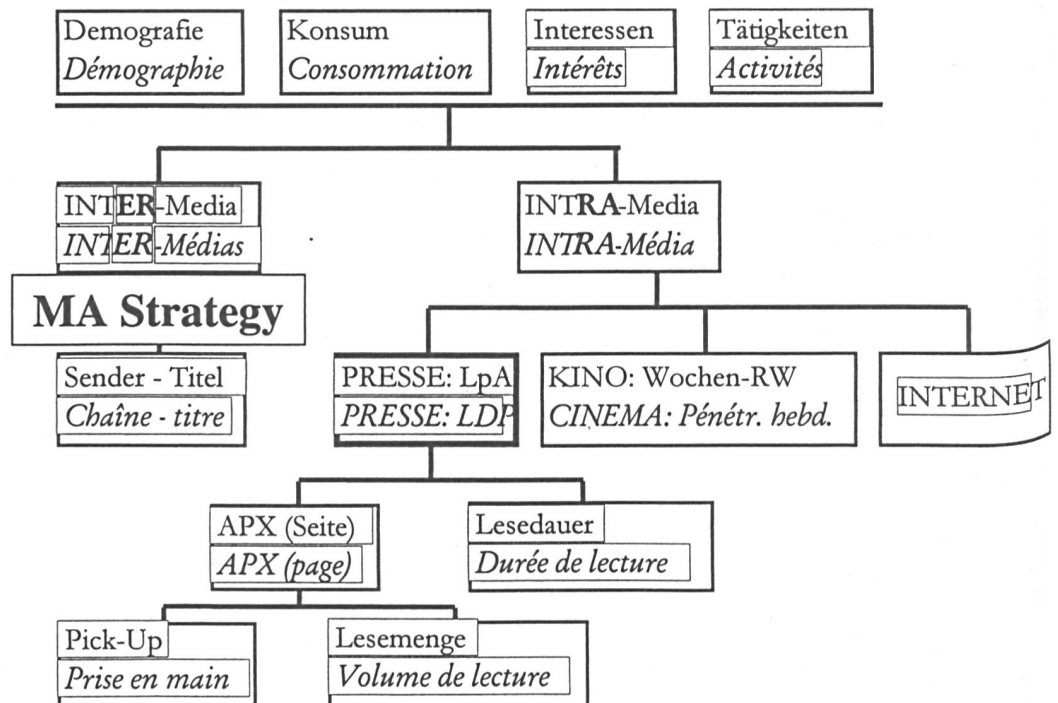 Demografie
Démographie
Konsum
Consommation
Interessen
Intérêts
Tätigkeiten
Activités
INTER-Media
INTER-Médias
INTRA-Media
INTRA-Média
MA Strategy
Sender - Titel
Chaîne - titre
PRESSE: LpA
PRESSE: LDP
KINO: Wochen-RW
CINEMA: Pénétr. hebd.
INTERNET
APX (Seite)
APX (page)
Lesedauer
Durée de lecture
Pick-Up
Prise en main
Lesemenge
Volume de lecture